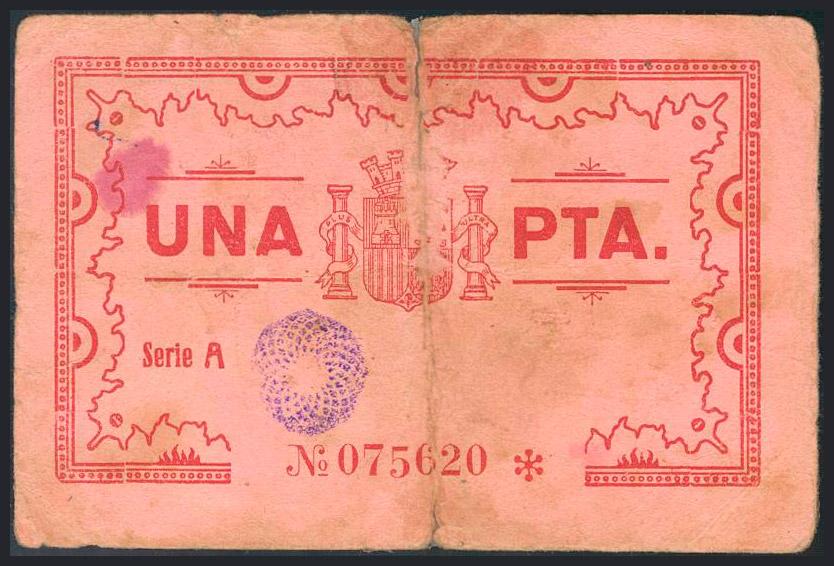 UNA PTA.
PLUS ULTRA
Serie A
№ 075620